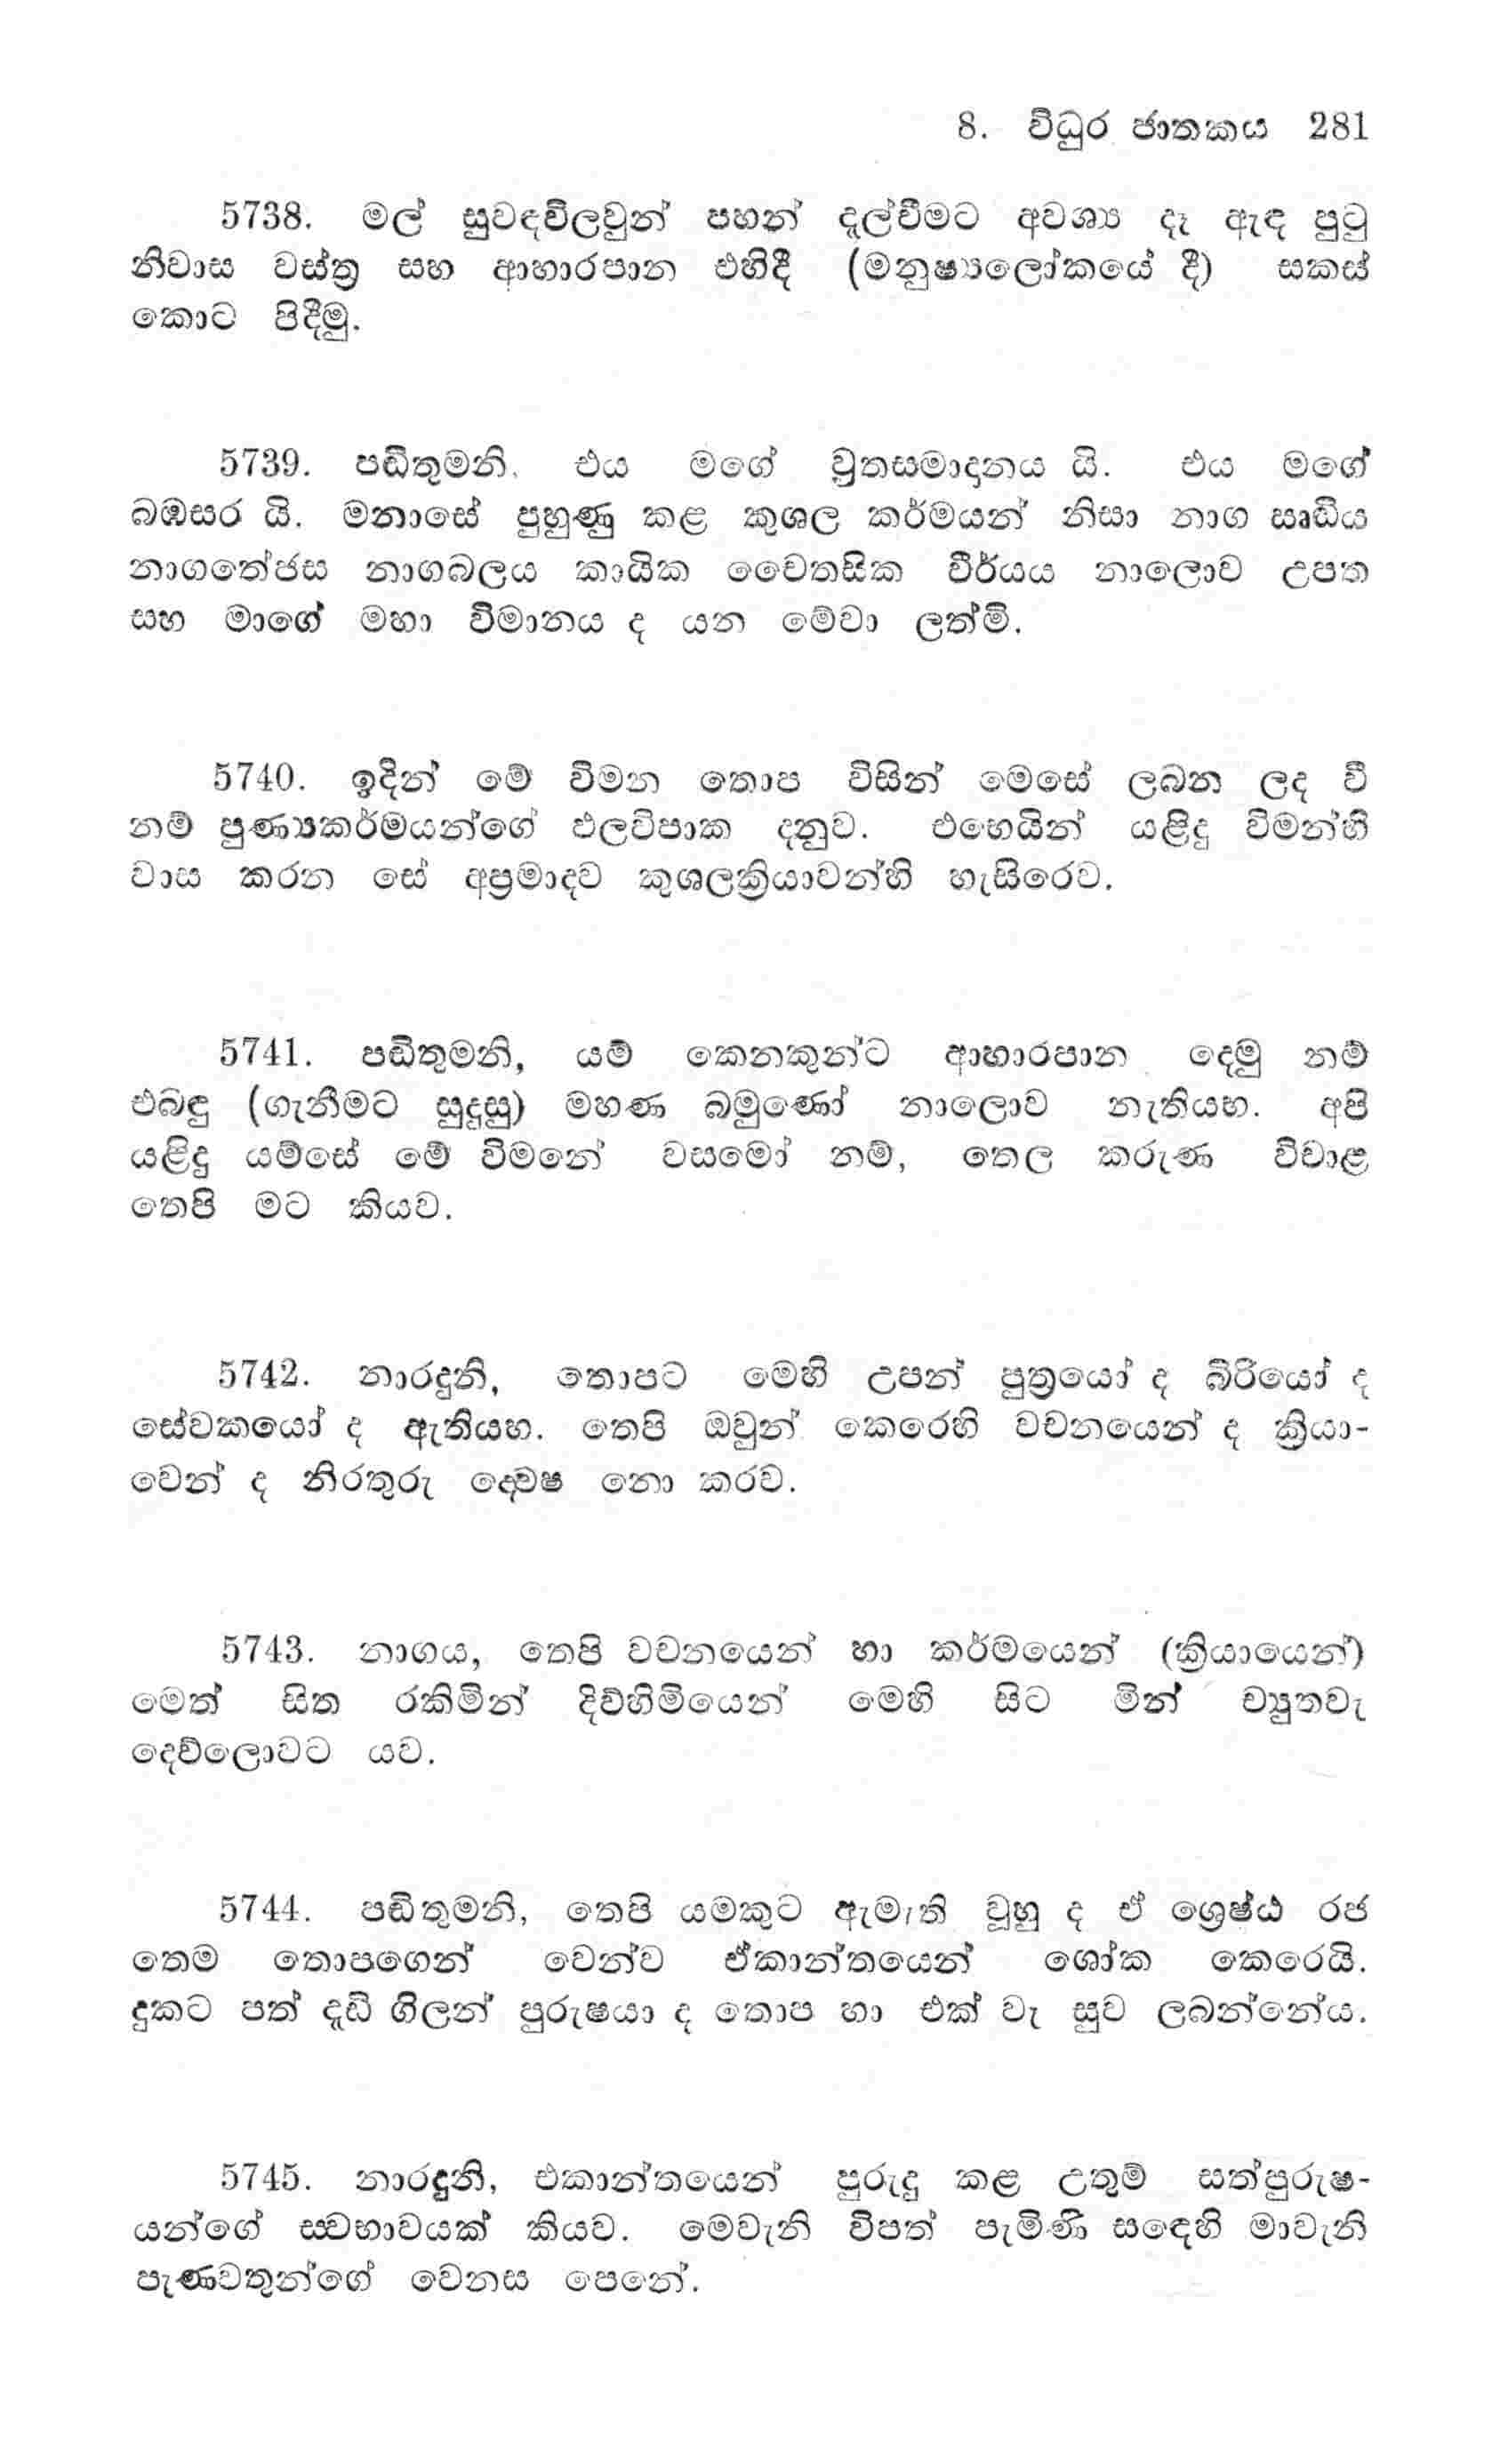 8. විධුර ජාතකය 281
5738. මල් සුවඳවිලවුන් පහන් දැල්වීමට අවශ්‍ය දෑ ඇඳ පුටු
නිවාස වස්ත්‍ර සහ ආහාරපාන එහිදී (මනුෂ්‍යලෝකයේ දී) සකස්
කොට පිදීමු.
5739. පඬිතුමනි, එය මගේ ව්‍රතසමාදානය යි. එය මගේ
බඹසර යි. මනාසේ පුහුණු කළ කුශල කර්මයන් නිසා නාග ඍද්ධිය
නාගතේජස නාගබලය කායික චෛතසික වීර්යය නාලොව උපත
සහ මාගේ මහා විමානය ද යන මේවා ලත්මි.
5740. ඉදින් මේ විමන තොප විසින් මෙසේ ලබන ලද වී
නම් පුණ්‍යකර්මයන්ගේ ඵලවිපාක දනුව. එහෙයින් යළිදු විමන්හි
වාස කරන සේ අප්‍රමාදව කුශලක්‍රියාවන්හි හැසිරෙව.
5741. පඬිතුමනි, යම් කෙනකුන්ට ආහාරපාන දෙමු නම්
එබඳු (ගැනීමට සුදුසු) මහණ බමුණෝ නාලොව නැතියහ. අපි
යළිදු යම්සේ මේ විමනේ වසමෝ නම්, තෙල කරුණ විචාළ
තෙපි මට කියව.
5742. නාරදුනි, තොපට මෙහි උපන් පුත්‍රයෝ ද බිරියෝ ද
සේවකයෝ ද ඇතියහ. තෙපි ඔවුන් කෙරෙහි වචනයෙන් ද ක්‍රියා-
වෙන් ද නිරතුරු ද්වේෂ නො කරව.
5743. නාගය, තෙපි වචනයෙන් හා කර්මයෙන් (ක්‍රියායෙන්)
මෙත් සිත රකිමින් දිව්හිමියෙන් මෙහි සිට මින් ච්‍යුතවැ
දෙව්ලොවට යව.
5744. පඬිතුමනි, තෙපි යමකුට ඇමැති වූහු ද ඒ ශ්‍රෙෂ්ඨ රජ
තෙම තොපගෙන් වෙන්ව ඒකාන්තයෙන් ශෝක කෙරෙයි.
දුකට පත් දැඩි ගිලන් පුරුෂයා ද තොප හා එක් වැ සුව ලබන්නේය.
5745. නාරදුනි, එකාන්තයෙන් පුරුදු කළ උතුම් සත්පුරුෂ-
යන්ගේ ස්වභාවයක් කියව. මෙවැනි විපත් පැමිණි සඳෙහි මාවැනි
පැණවතුන්ගේ වෙනස පෙනේ.